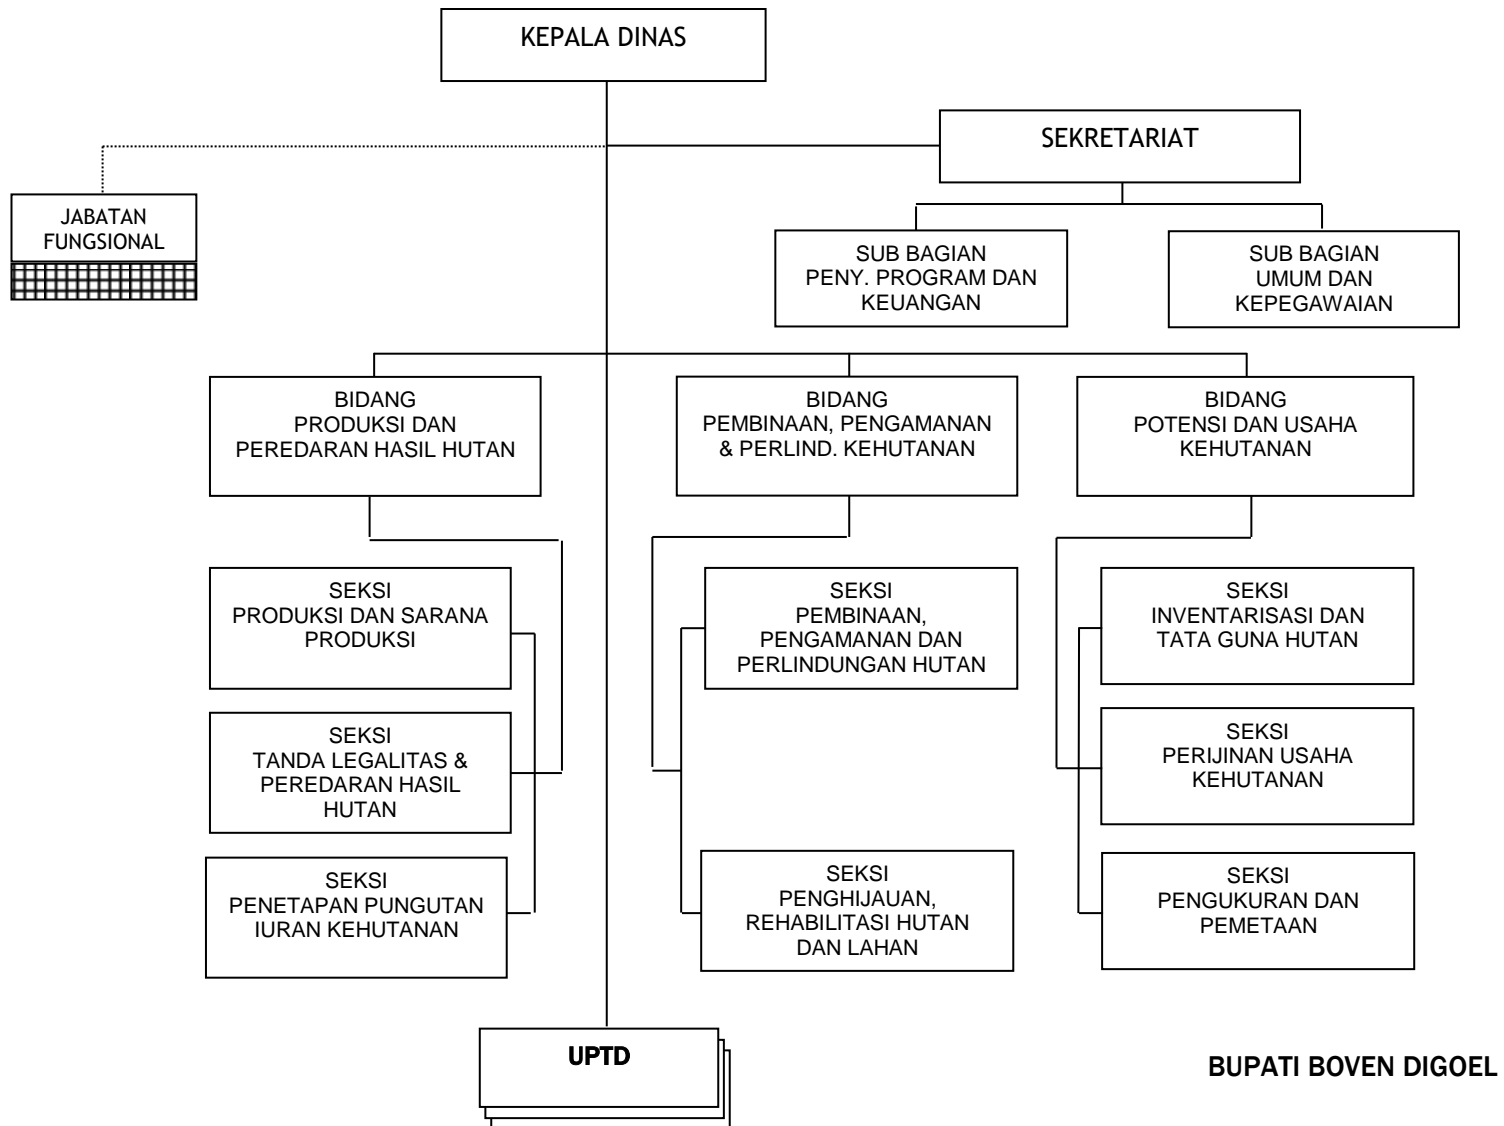 KEPALA DINAS
SEKRETARIAT
JABATAN
FUNGSIONAL
SUB BAGIAN
PENY. PROGRAM DAN
KEUANGAN
SUB BAGIAN
UMUM DAN
KEPEGAWAIAN
BIDANG
PRODUKSI DAN
PEREDARAN HASIL HUTAN
BIDANG
PEMBINAAN, PENGAMANAN
& PERLIND. KEHUTANAN
BIDANG
POTENSI DAN USAHA
KEHUTANAN
SEKSI
PRODUKSI DAN SARANA
PRODUKSI
SEKSI
PEMBINAAN,
PENGAMANAN DAN
PERLINDUNGAN HUTAN
SEKSI
INVENTARISASI DAN
TATA GUNA HUTAN
SEKSI
TANDA LEGALITAS &
PEREDARAN HASIL
HUTAN
SEKSI
PERIJINAN USAHA
KEHUTANAN
SEKSI
PENETAPAN PUNGUTAN
IURAN KEHUTANAN
SEKSI
PENGHIJAUAN,
REHABILITASI HUTAN
DAN LAHAN
SEKSI
PENGUKURAN DAN
PEMETAAN
UPTD
BUPATI BOVEN DIGOEL